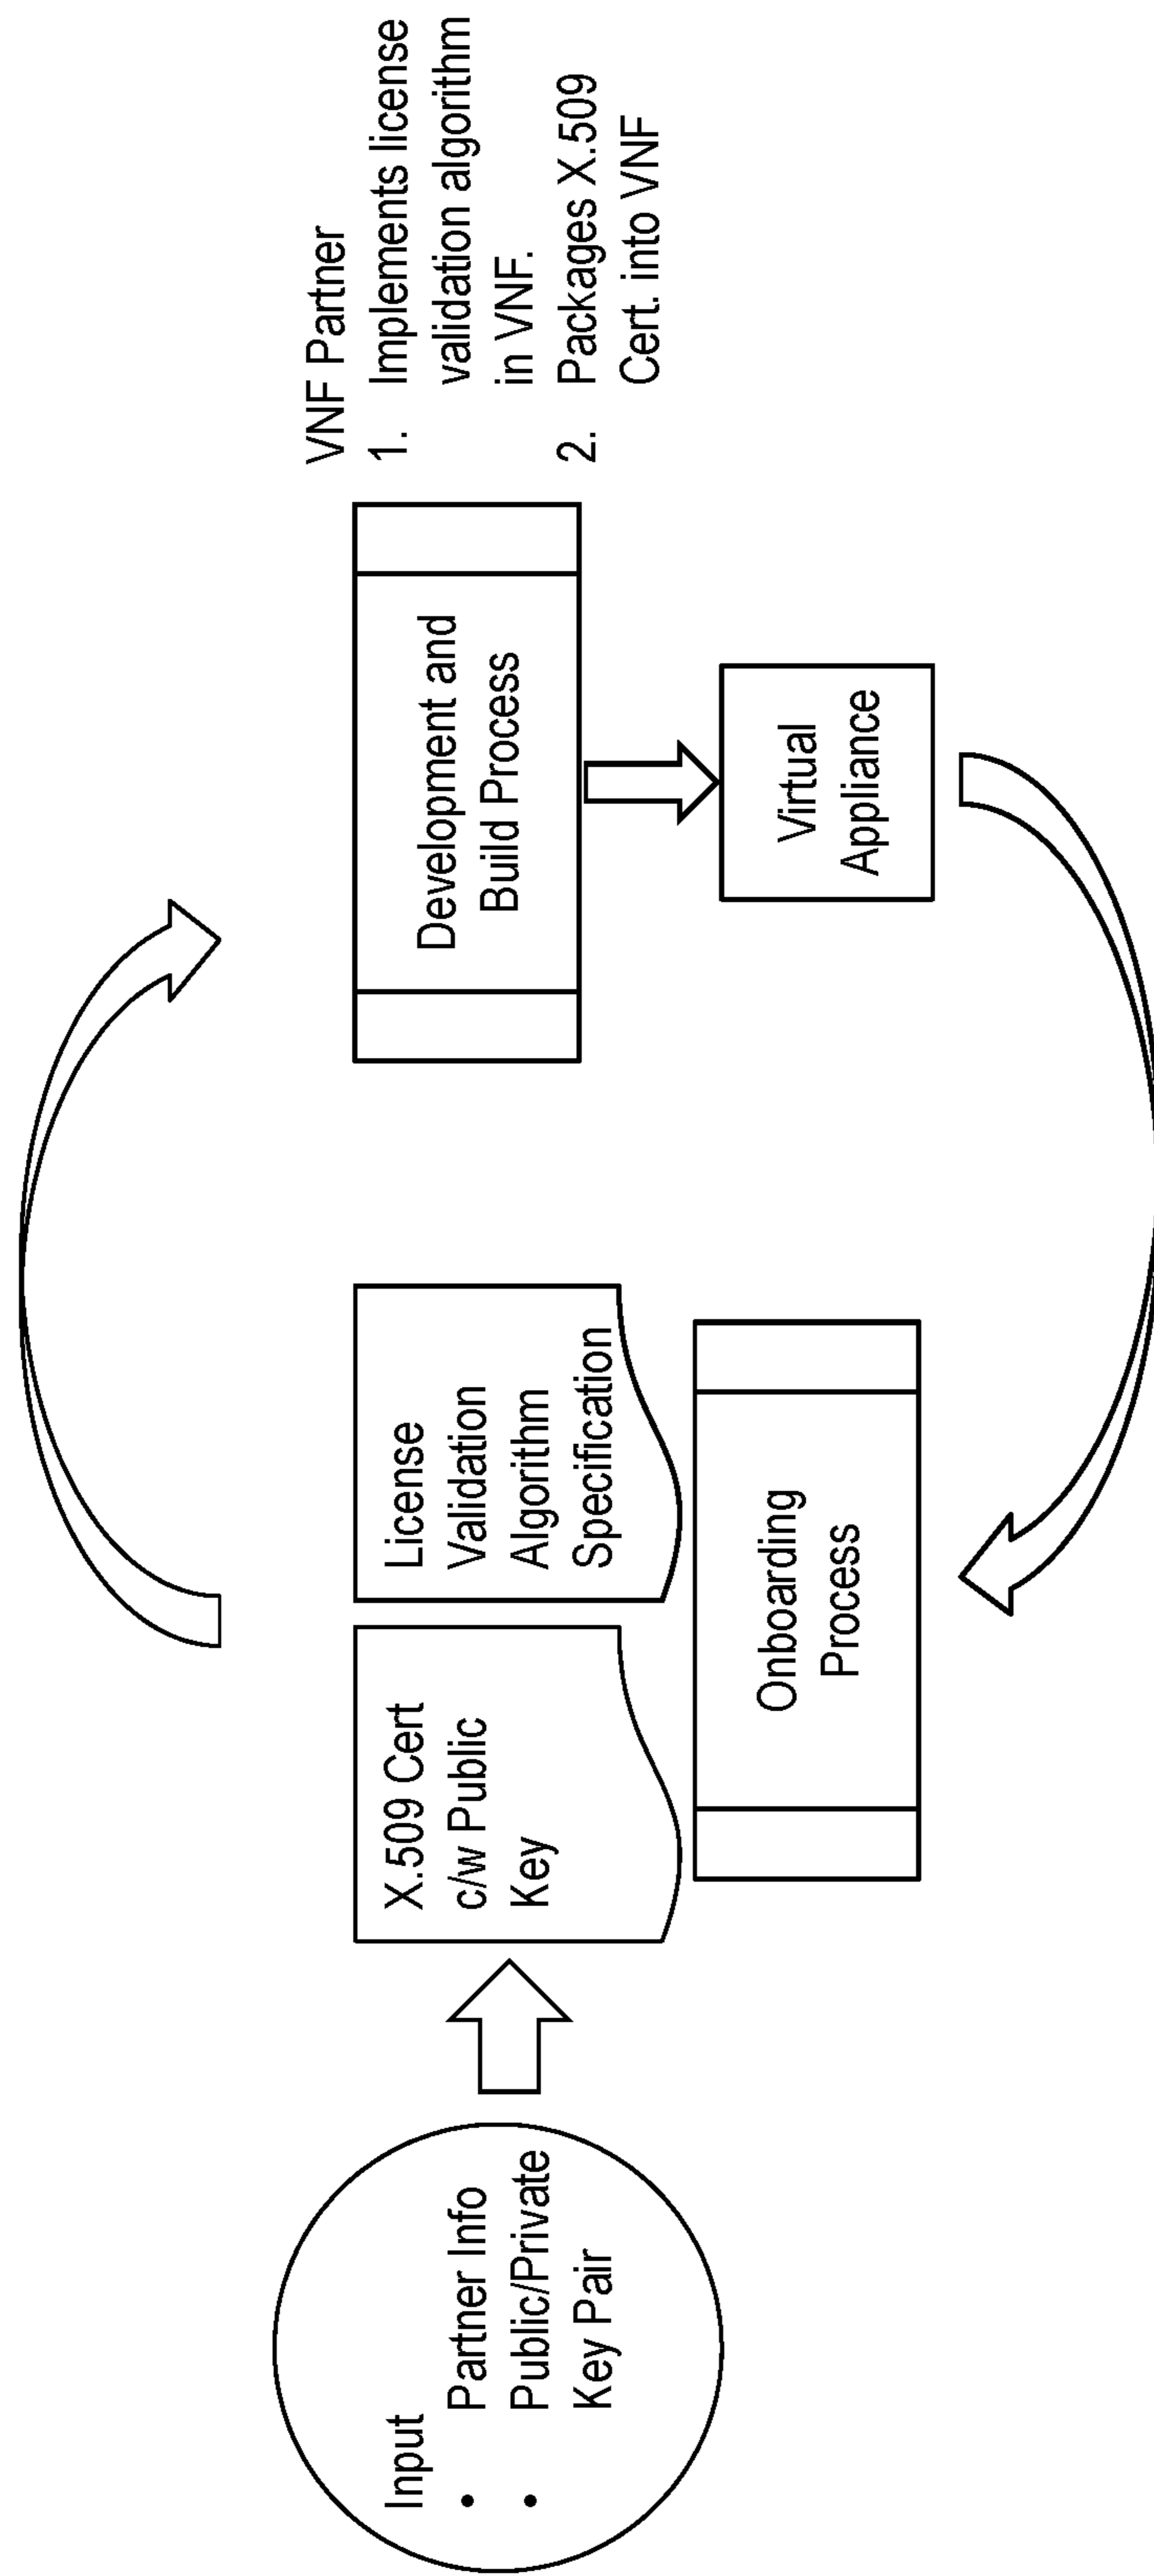 Input
• Partner Info
• Public/Private
Key Pair
X.509 Cert
c/w Public
Key
License
Validation
Algorithm
Specification
Onboarding
Process
Development and
Build Process
Virtual
Appliance
VNF Partner
1. Implements license
validation algorithm
in VNF.
2. Packages X.509
Cert. into VNF